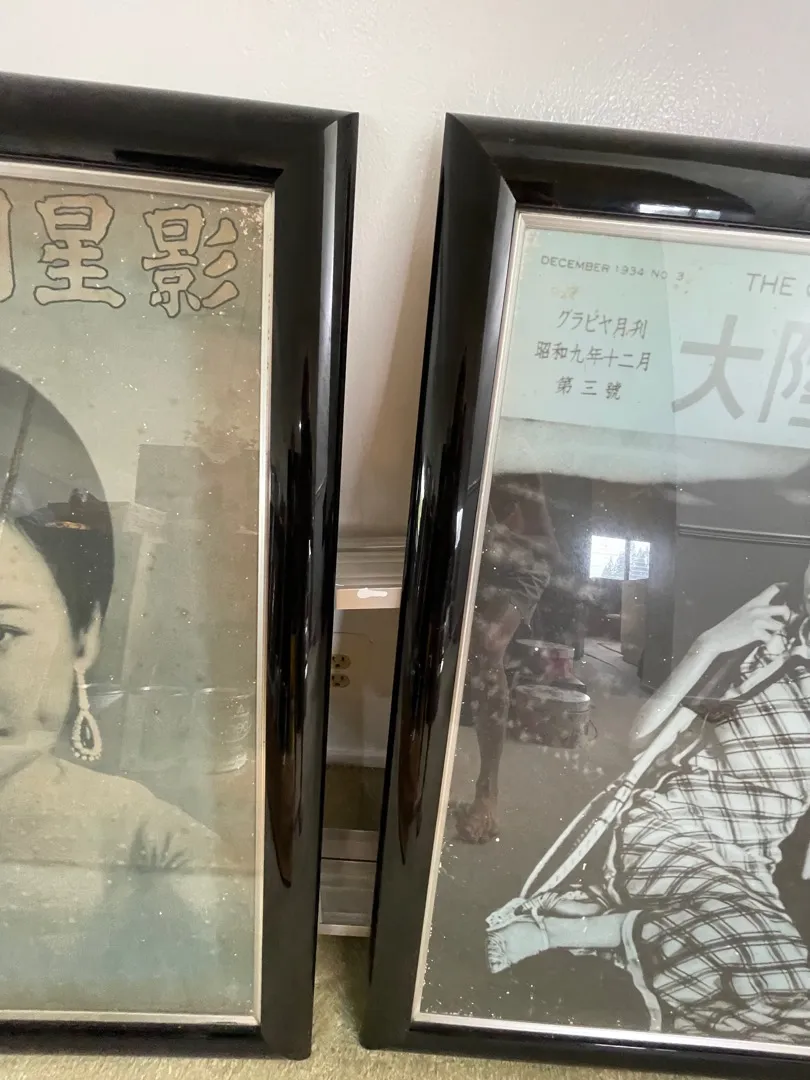 影星
DECEMBER 1934 NO. 3
THE
グラビヤ月刊
昭和九年十二月
第三號
大